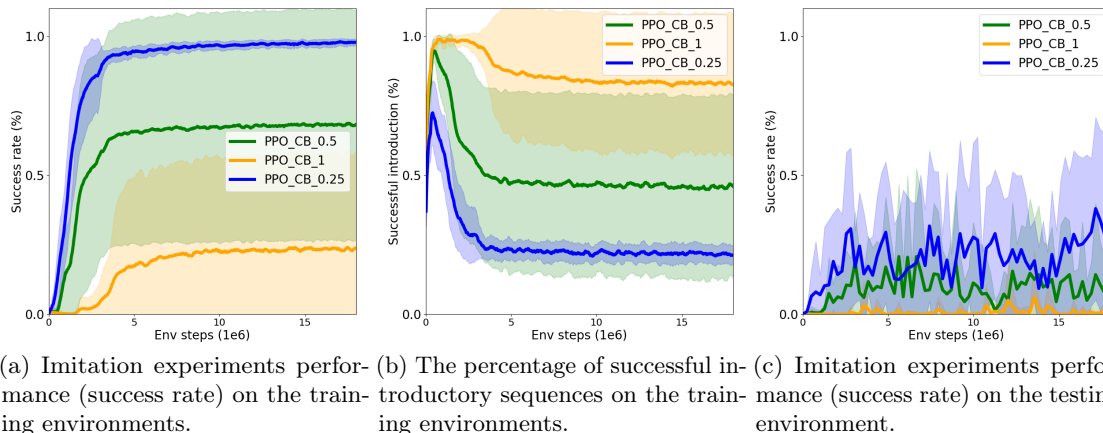 1.0
0.5
0.0
Success rate (%)
PPO_CB_0.5
PPO_CB_1
PPO_CB_0.25
5
10
15
Env steps (1e6)
1.0
0.5
0.0
Successful introduction (%)
PPO_CB_0.5
PPO_CB_1
PPO_CB_0.25
5
10
15
Env steps (1e6)
1.0
0.5
0.0
Success rate (%)
PPO_CB_0.5
PPO_CB_1
PPO_CB_0.25
0
5
10
15
Env steps (1e6)
(a) Imitation experiments perfor-
mance (success rate) on the train-
ing environments.
(b) The percentage of successful in-
troductory sequences on the train-
ing environments.
(c) Imitation experiments perfo
mance (success rate) on the testin
environment.